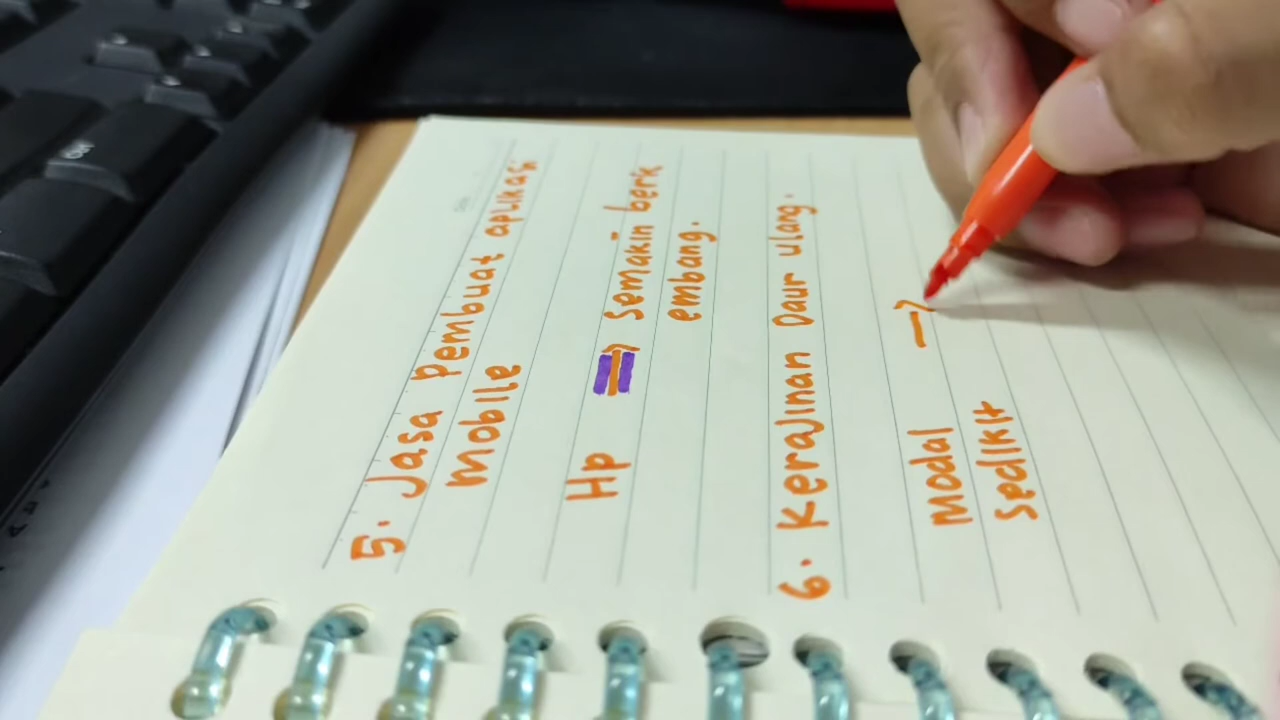 5. Jasa pembuat aplikasi
mobile
Hp => semakin berk
embang.
6. Kerajinan Daur ulang.
modal →
sedikit